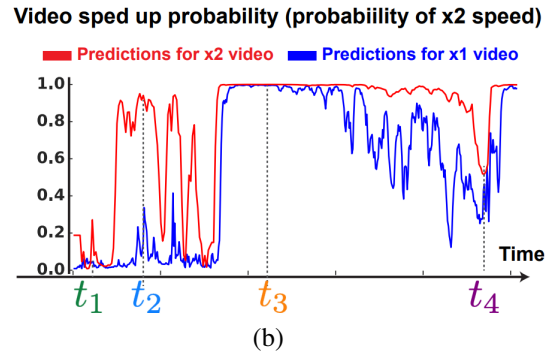 Video sped up probability (probabiility of x2 speed)
Predictions for x2 video Predictions for x1 video
1.0
0.8
0.6
0.4
0.2
0.0
Time
t1 t2 t3 t4
(b)